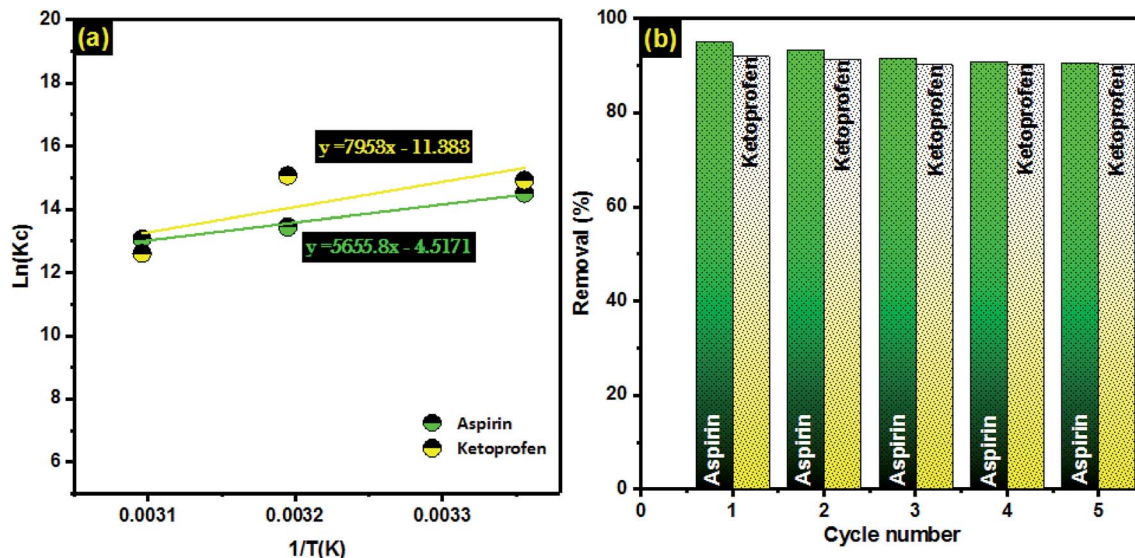 (a)
20
18
16
14
12
10
8
6
Ln(Kc)
y =7953x - 11.383
y =5655.8x - 4.5171
Aspirin
Ketoprofen
0.0031
0.0032
0.0033
1/T(K)
(b)
100
80
60
40
20
0
Removal (%)
Aspirin
Ketoprofen
Aspirin
Ketoprofen
Aspirin
Ketoprofen
Aspirin
Ketoprofen
Aspirin
Ketoprofen
0
1
2
3
4
5
Cycle number